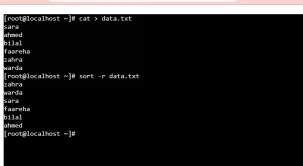 [root@localhost ~]# cat > data.txt
sara
ahmed
bilal
faareha
zahra
warda
[root@localhost ~]# sort -r data.txt
zahra
warda
sara
faareha
bilal
ahmed
[root@localhost ~]#